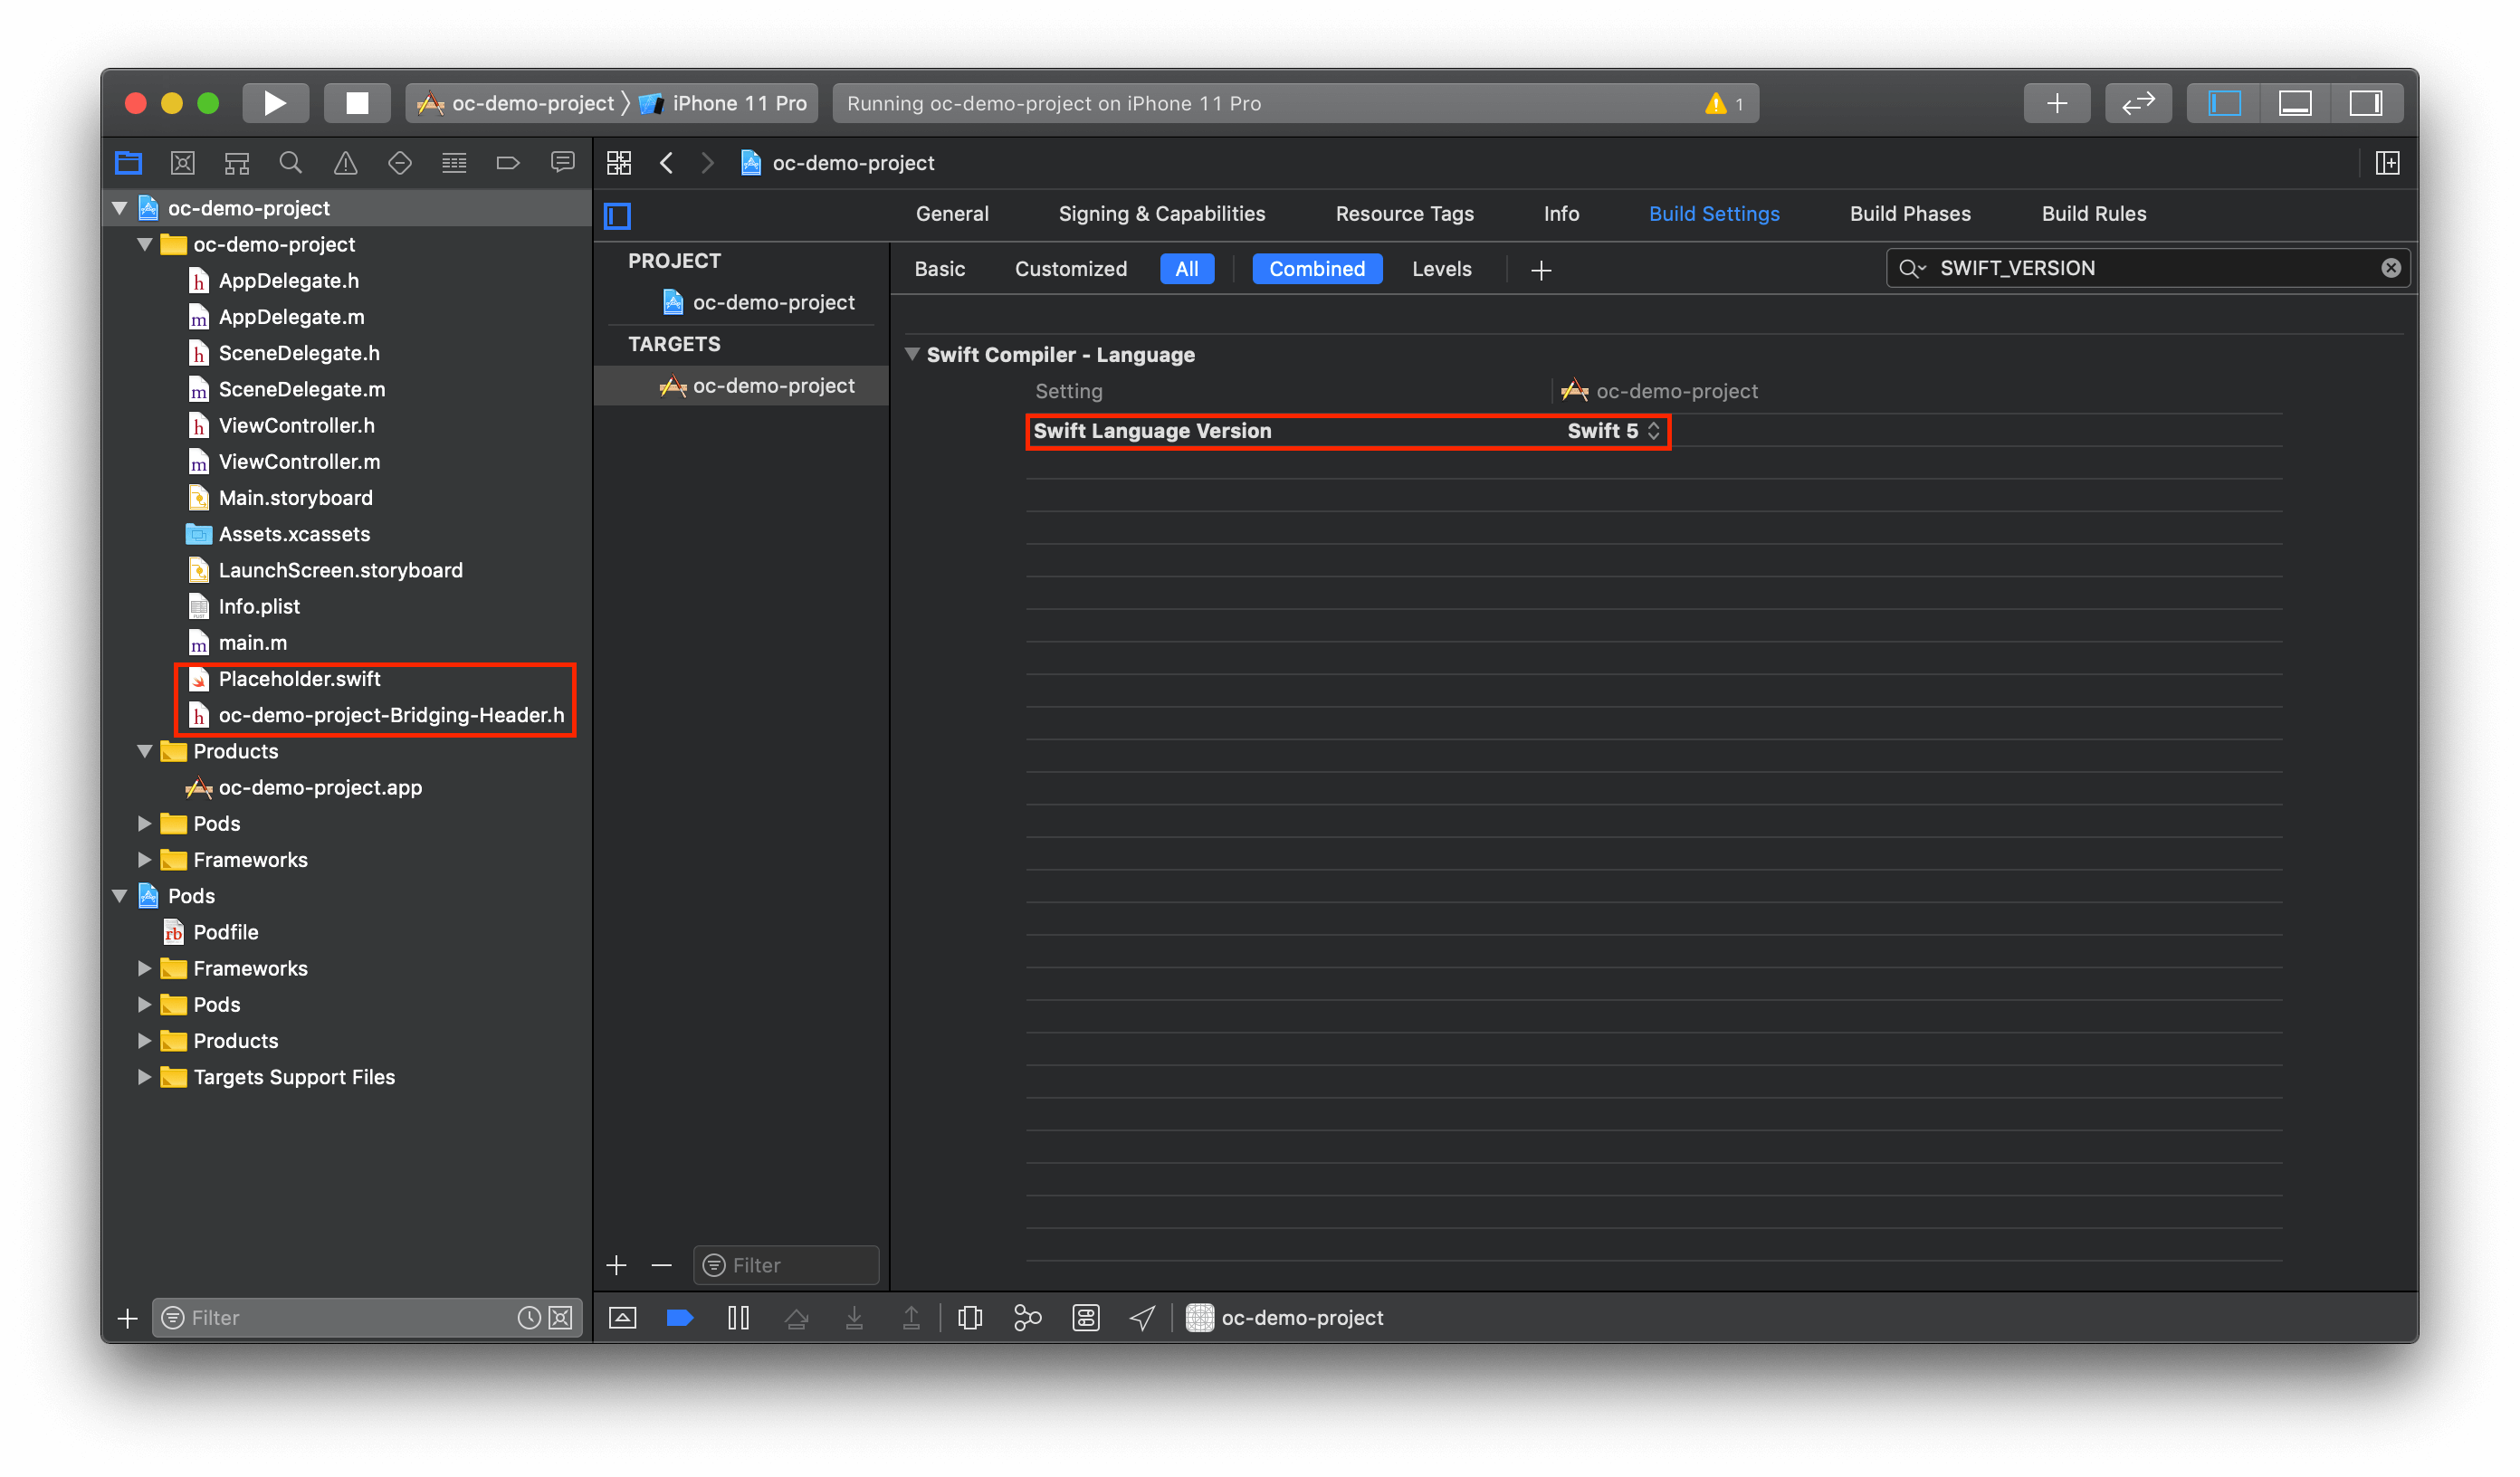 oc-demo-project iPhone 11 Pro
Running oc-demo-project on iPhone 11 Pro
1
oc-demo-project
oc-demo-project
AppDelegate.h
AppDelegate.m
SceneDelegate.h
SceneDelegate.m
ViewController.h
ViewController.m
Main.storyboard
Assets.xcassets
LaunchScreen.storyboard
Info.plist
main.m
Placeholder.swift
oc-demo-project-Bridging-Header.h
Products
oc-demo-project.app
Pods
Frameworks
Pods
Podfile
Frameworks
Pods
Products
Targets Support Files
Filter
oc-demo-project
General Signing & Capabilities Resource Tags Info Build Settings Build Phases Build Rules
PROJECT
oc-demo-project
TARGETS
oc-demo-project
Filter
Basic Customized All Combined Levels
SWIFT_VERSION
Swift Compiler - Language
Setting oc-demo-project
Swift Language Version Swift 5
oc-demo-project